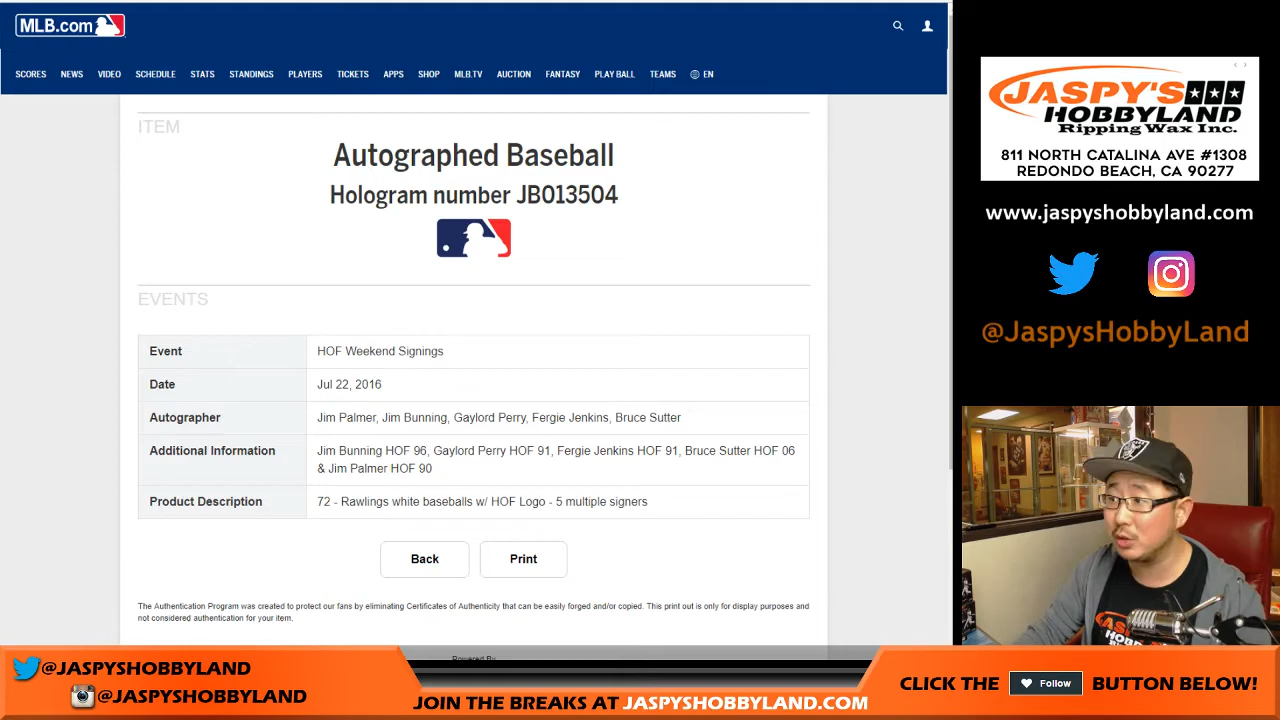 MLB.com
SCORES NEWS VIDEO SCHEDULE STATS STANDINGS PLAYERS TICKETS APPS SHOP MLB.TV AUCTION FANTASY PLAY BALL TEAMS EN
ITEM
Autographed Baseball
Hologram number JB013504
EVENTS
Event HOF Weekend Signings
Date Jul 22, 2016
Autographer Jim Palmer, Jim Bunning, Gaylord Perry, Fergie Jenkins, Bruce Sutter
Additional Information Jim Bunning HOF 96, Gaylord Perry HOF 91, Fergie Jenkins HOF 91, Bruce Sutter HOF 06
& Jim Palmer HOF 90
Product Description 72 - Rawlings white baseballs w/ HOF Logo - 5 multiple signers
Back Print
The Authentication Program was created to protect our fans by eliminating Certificates of Authenticity that can be easily forged and/or copied. This print out is only for display purposes and
not considered authentication for your item.
Powered By
JASPY'S
HOBBYLAND
Ripping Wax Inc.
811 NORTH CATALINA AVE #1308
REDONDO BEACH, CA 90277
www.jaspyshobbyland.com
@JaspysHobbyLand
@JASPYSHOBBYLAND
@JASPYSHOBBYLAND
JOIN THE BREAKS AT JASPYSHOBBYLAND.COM
CLICK THE Follow BUTTON BELOW!